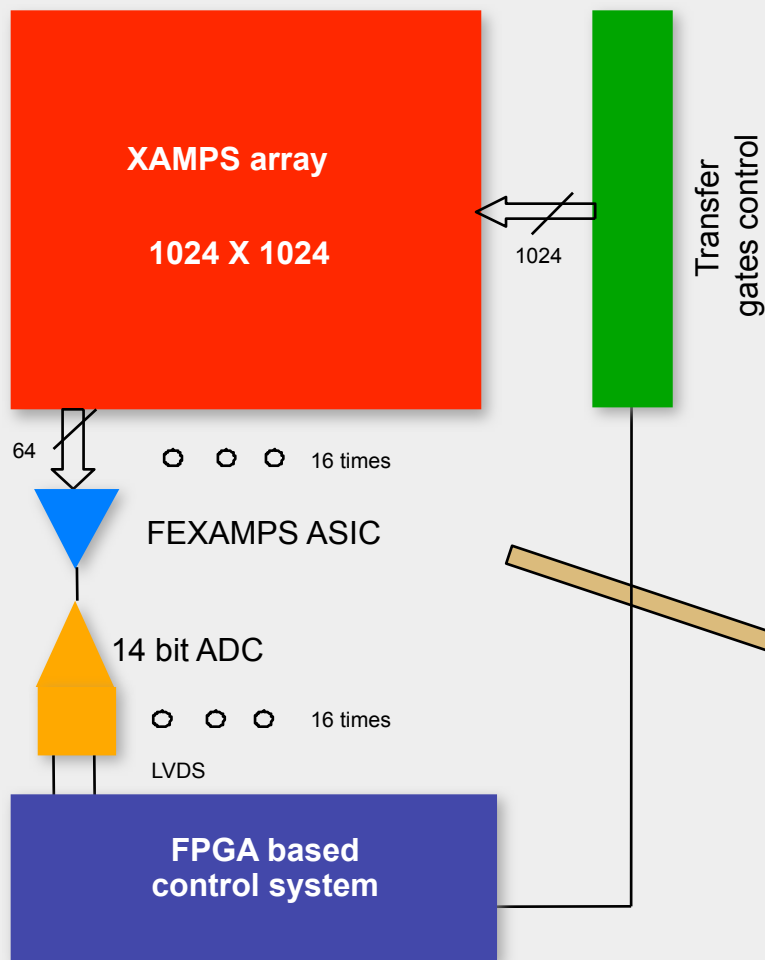 XAMPS array
1024 X 1024
1024
Transfer
gates control
64
16 times
FEXAMPS ASIC
14 bit ADC
16 times
LVDS
FPGA based
control system